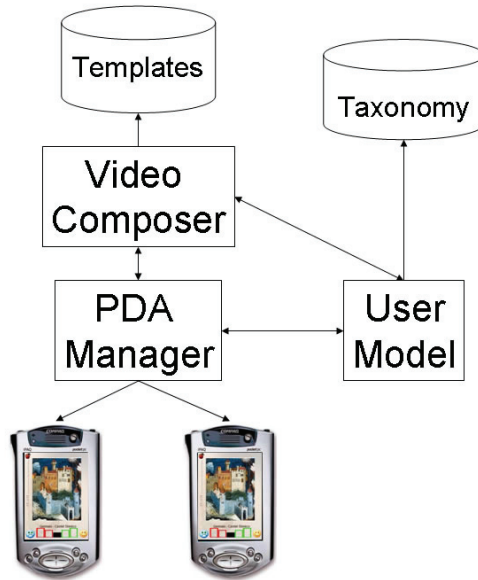 Templates
Taxonomy
Video
Composer
PDA
Manager
User
Model